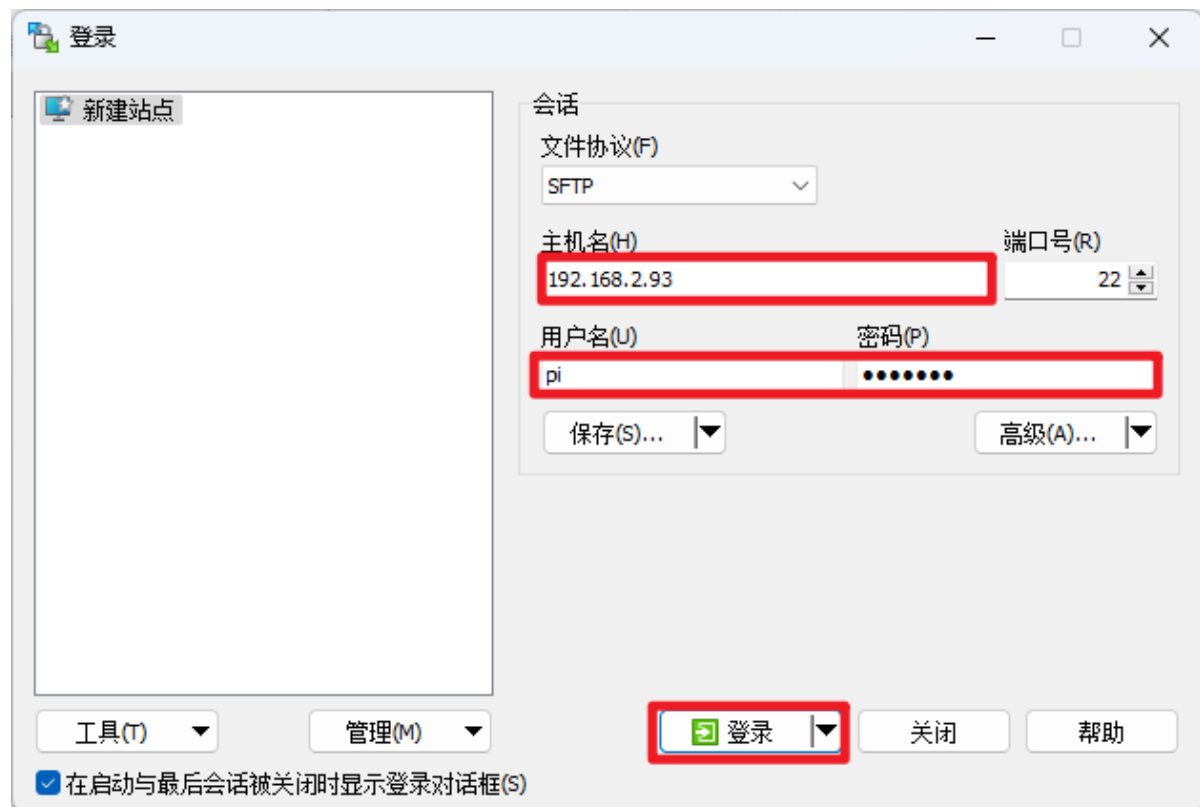 登录
新建站点
会话
文件协议(F)
SFTP
主机名(H) 端口号(R)
192.168.2.93 22
用户名(U) 密码(P)
pi •••••••
保存(S)... 高级(A)...
工具(T) 管理(M) 登录 关闭 帮助
在启动与最后会话被关闭时显示登录对话框(S)